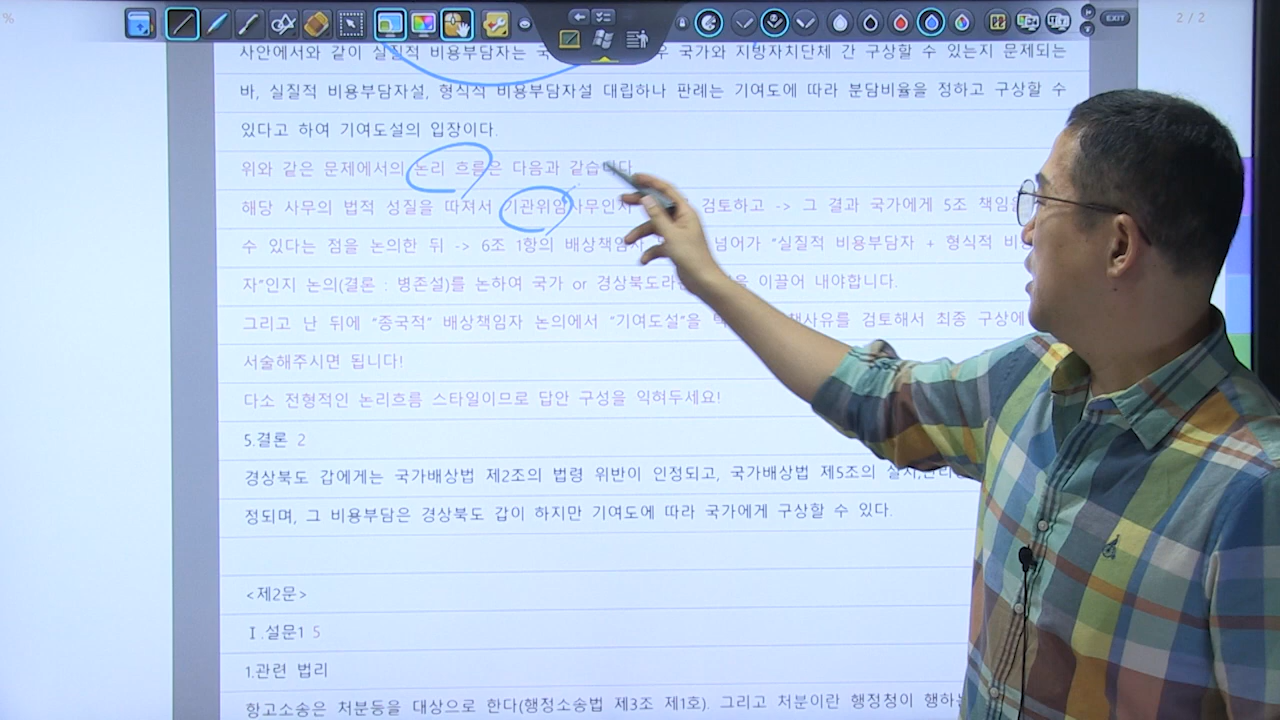 %
2 / 2
EXIT
사안에서와 같이 실질적 비용부담자는 국 우 국가와 지방자치단체 간 구상할 수 있는지 문제되는
바, 실질적 비용부담자설, 형식적 비용부담자설 대립하나 판례는 기여도에 따라 분담비율을 정하고 구상할 수
있다고 하여 기여도설의 입장이다.
위와 같은 문제에서의 논리 흐름은 다음과 같습니다.
해당 사무의 법적 성질을 따져서 기관위임사무인지 검토하고 -> 그 결과 국가에게 5조 책임을
수 있다는 점을 논의한 뒤 -> 6조 1항의 배상책임자 넘어가 "실질적 비용부담자 + 형식적 비용
자"인지 논의(결론 : 병존설)를 논하여 국가 or 경상북도라는 을 이끌어 내야합니다.
그리고 난 뒤에 "종국적" 배상책임자 논의에서 "기여도설"을 책사유를 검토해서 최종 구상에
서술해주시면 됩니다!
다소 전형적인 논리흐름 스타일이므로 답안 구성을 익혀두세요!
5.결론 2
경상북도 갑에게는 국가배상법 제2조의 법령 위반이 인정되고, 국가배상법 제5조의 설치,관리
정되며, 그 비용부담은 경상북도 갑이 하지만 기여도에 따라 국가에게 구상할 수 있다.
<제2문>
Ⅰ.설문1 5
1.관련 법리
항고소송은 처분등을 대상으로 한다(행정소송법 제3조 제1호). 그리고 처분이란 행정청이 행하는